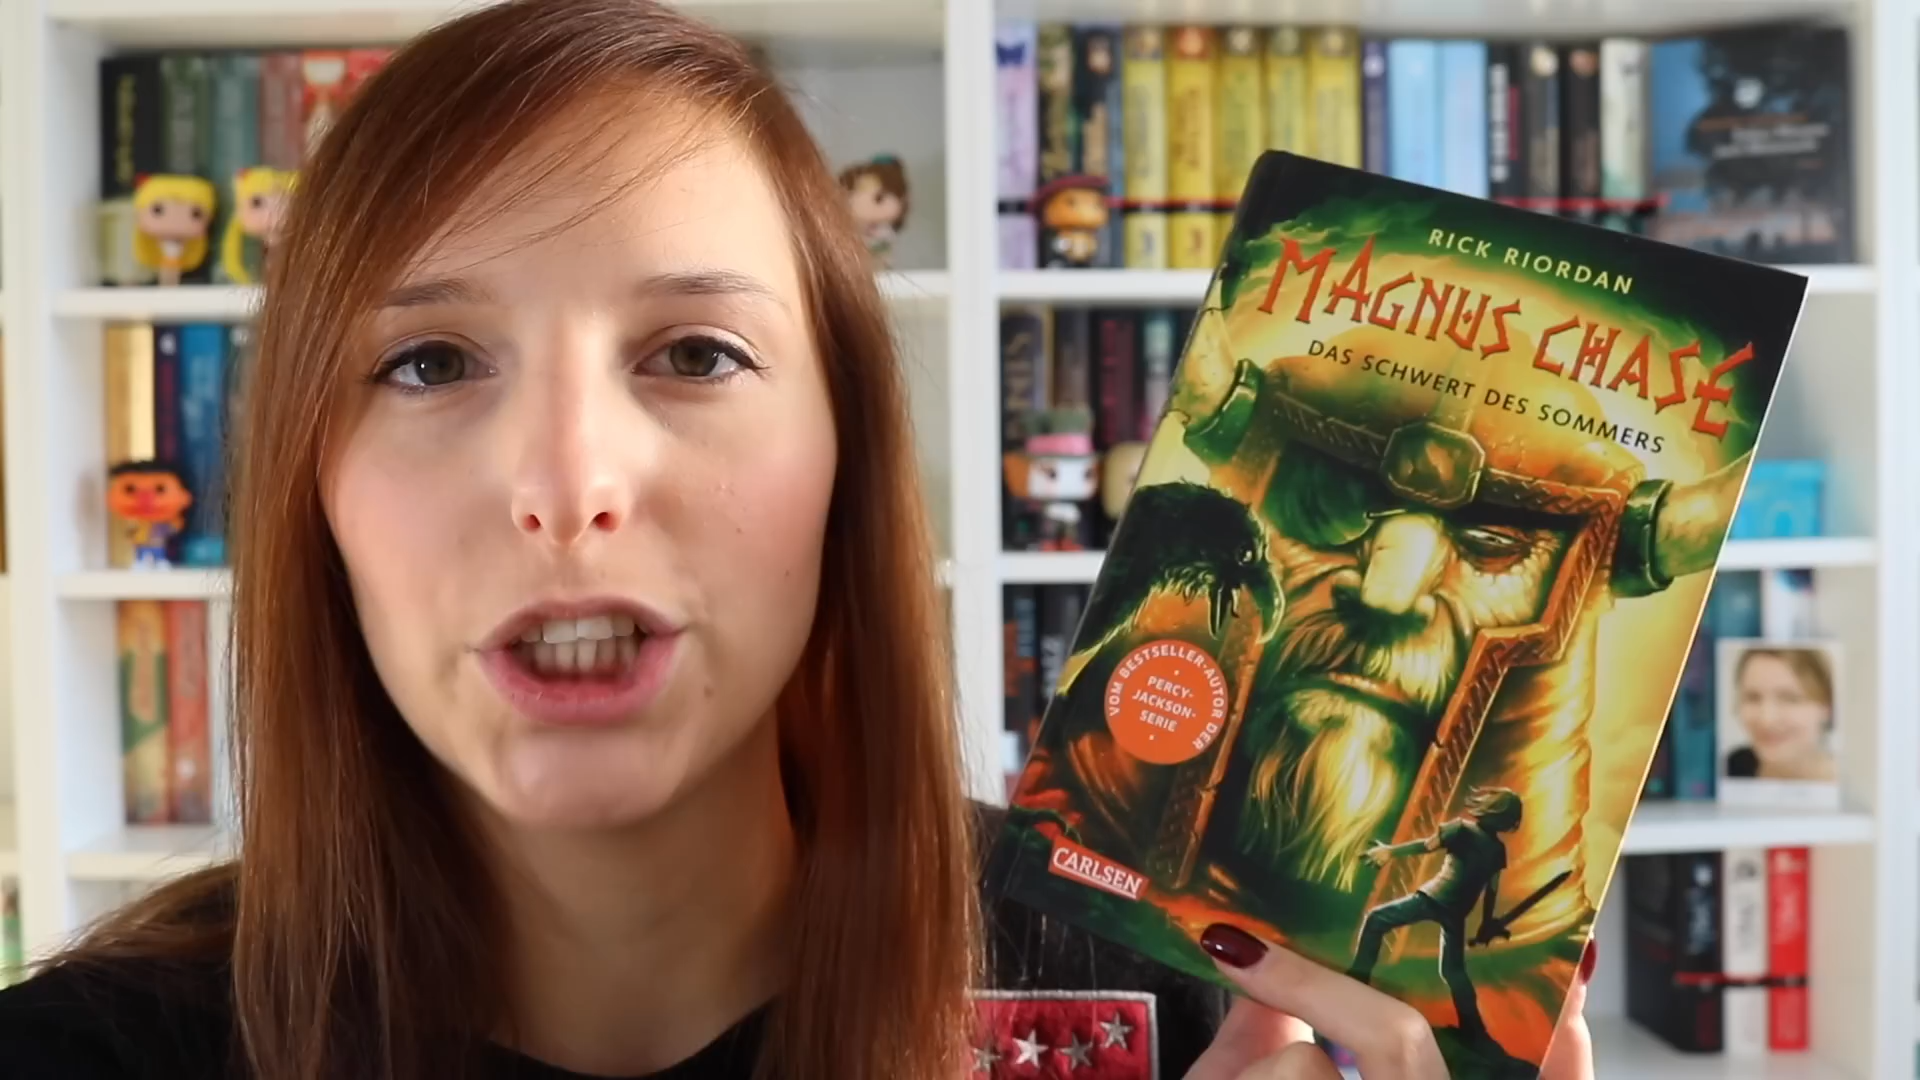 RICK RIORDAN
MAGNUS CHASE
DAS SCHWERT DES SOMMERS
VOM BESTSELLER-AUTOR DER
PERCY-
JACKSON-
SERIE
CARLSEN